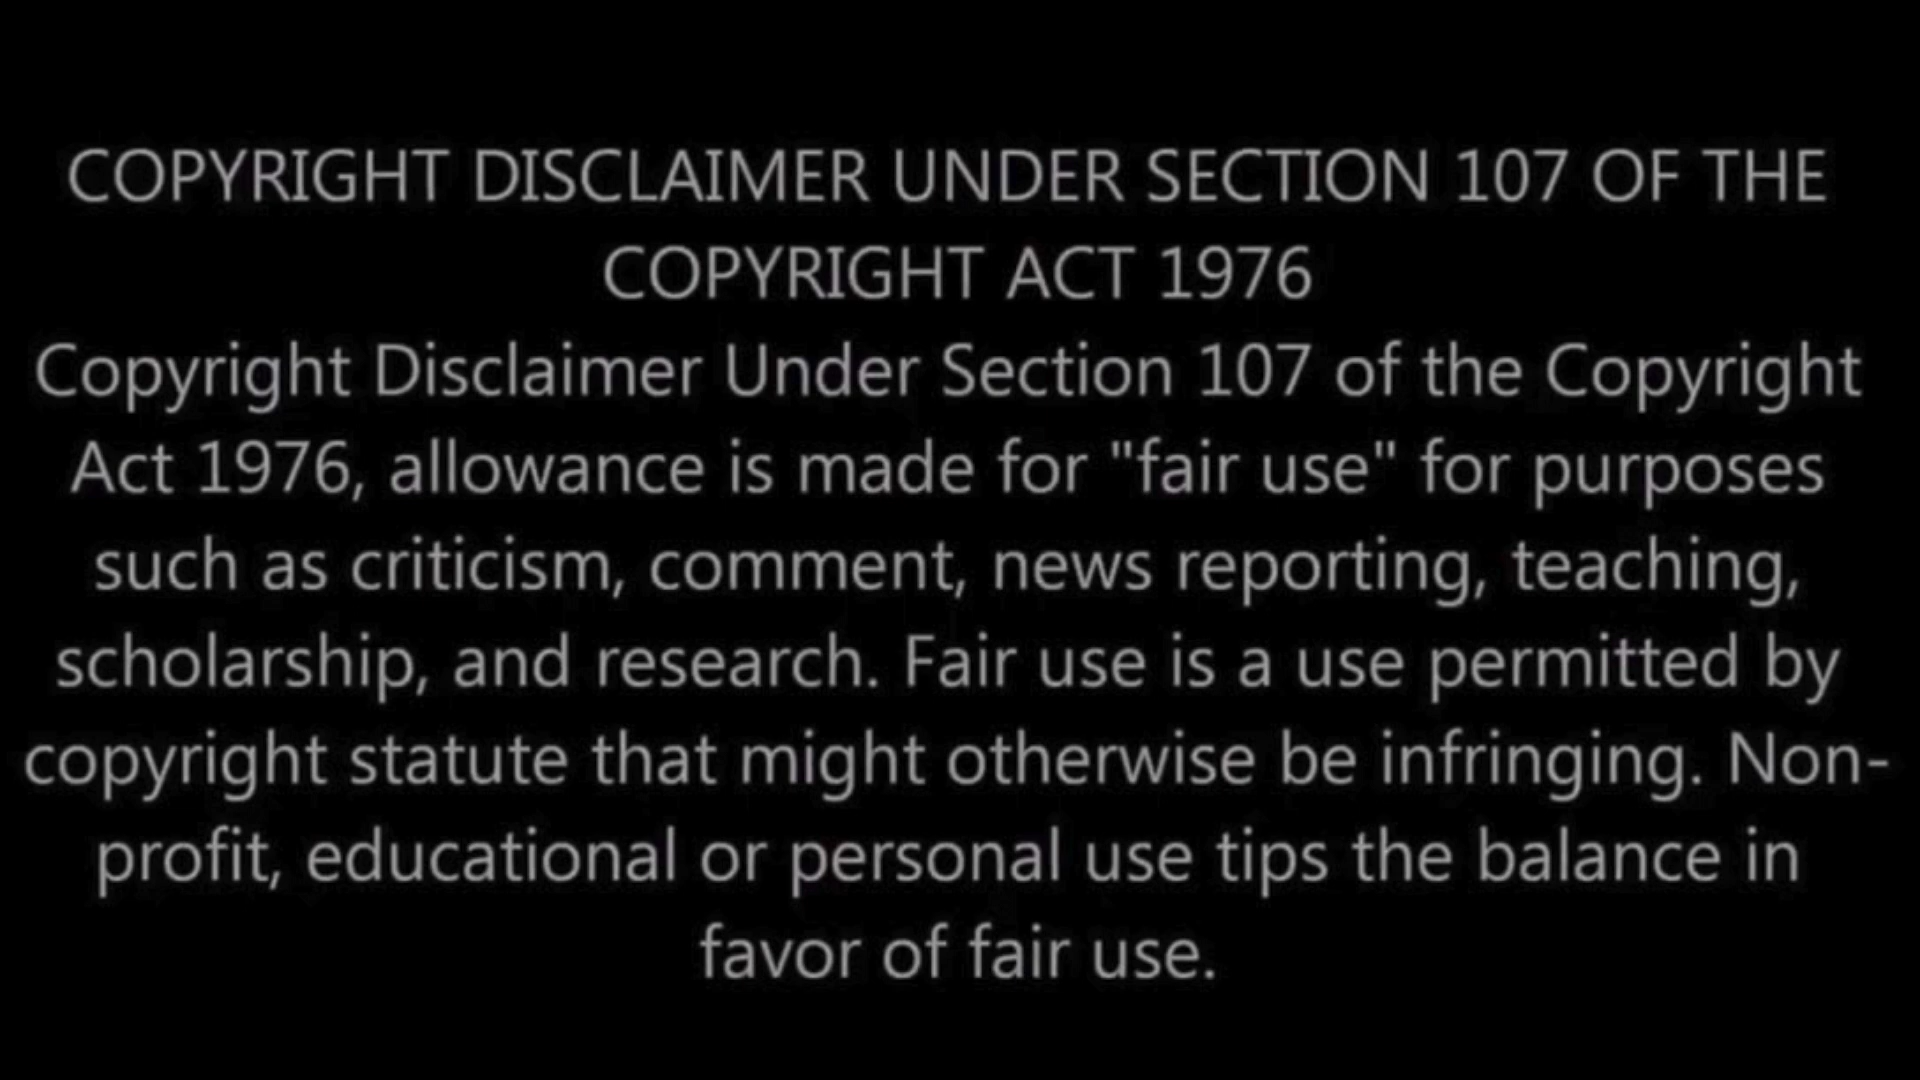 COPYRIGHT DISCLAIMER UNDER SECTION 107 OF THE
COPYRIGHT ACT 1976
Copyright Disclaimer Under Section 107 of the Copyright
Act 1976, allowance is made for "fair use" for purposes
such as criticism, comment, news reporting, teaching,
scholarship, and research. Fair use is a use permitted by
copyright statute that might otherwise be infringing. Non-
profit, educational or personal use tips the balance in
favor of fair use.